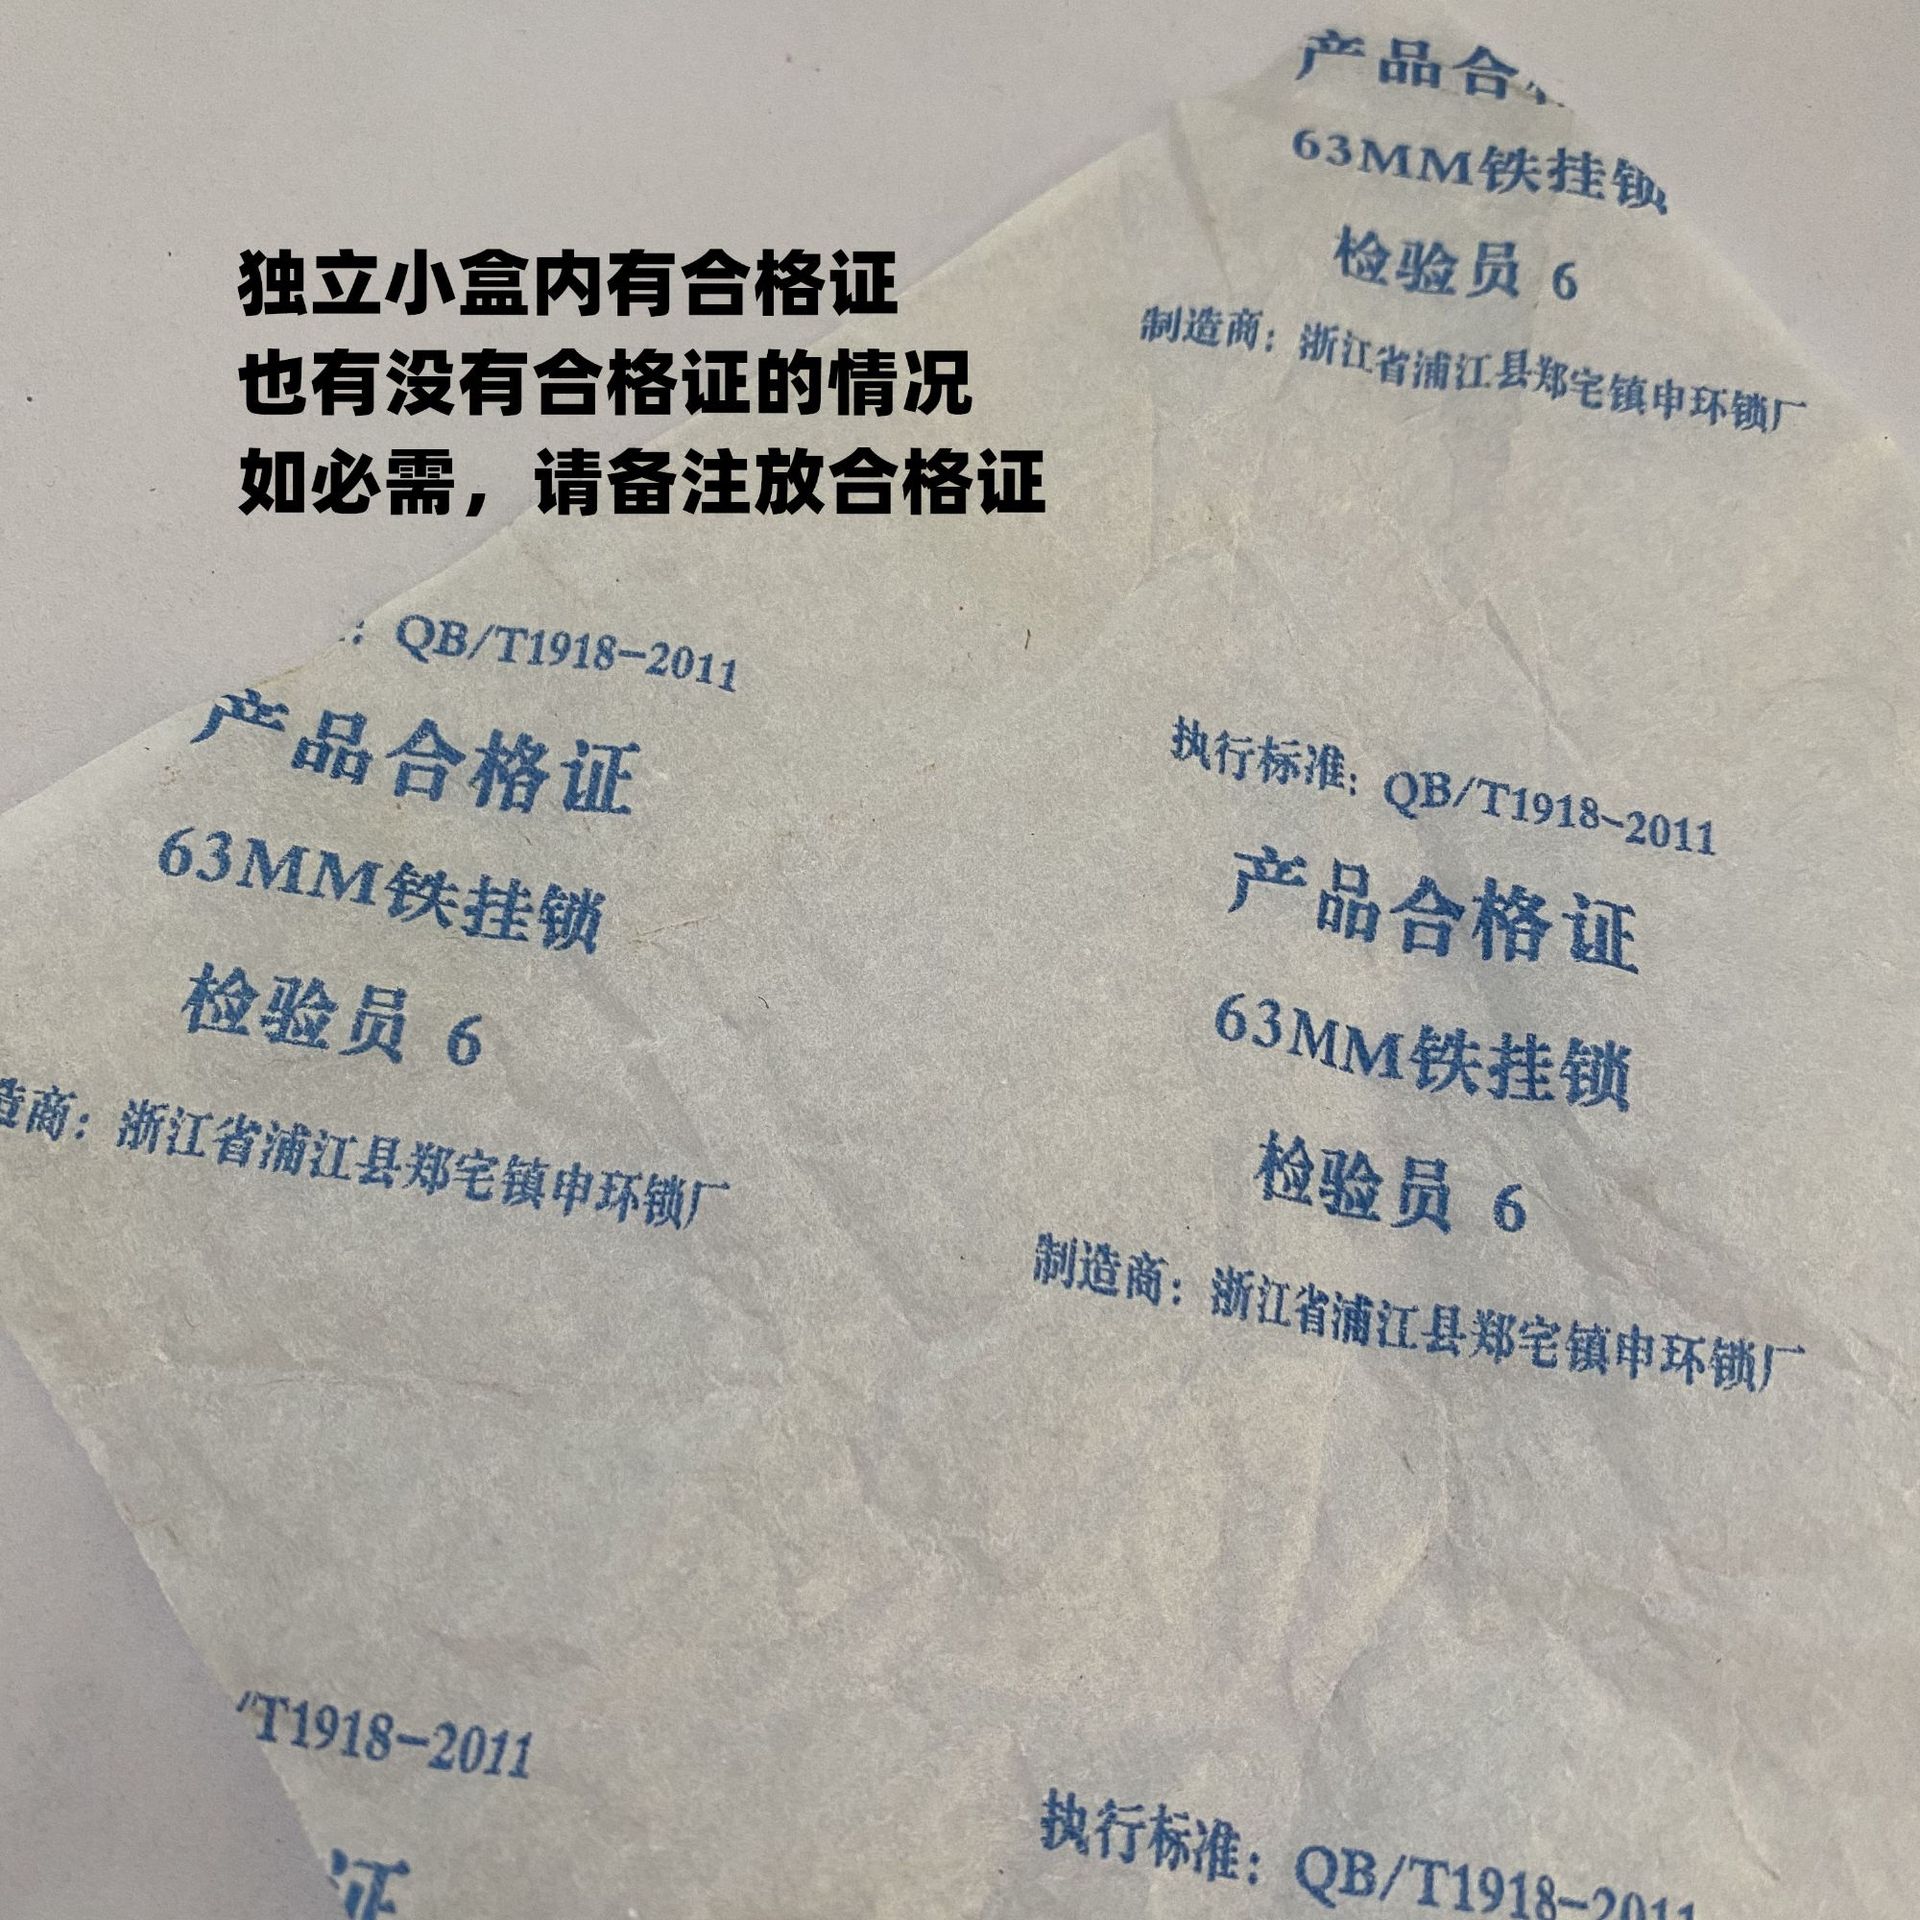 产品合
63MM铁挂锁
检验员 6
制造商：浙江省浦江县郑宅镇申环锁厂
独立小盒内有合格证
也有没有合格证的情况
如必需，请备注放合格证
：QB/T1918-2011
产品合格证
63MM铁挂锁
检验员 6
造商：浙江省浦江县郑宅镇申环锁厂
执行标准：QB/T1918-2011
产品合格证
63MM铁挂锁
检验员 6
制造商：浙江省浦江县郑宅镇申环锁厂
/T1918-2011
证
执行标准：QB/T1918-2011